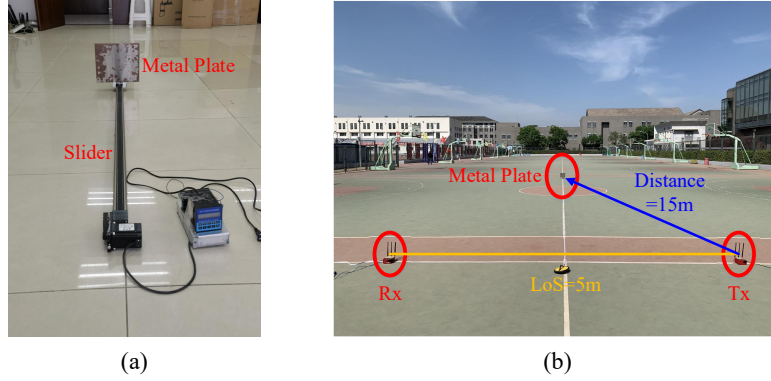 Metal Plate
Slider
Metal Plate
Distance
=15m
LoS=5m
Rx
Tx
(a)
(b)